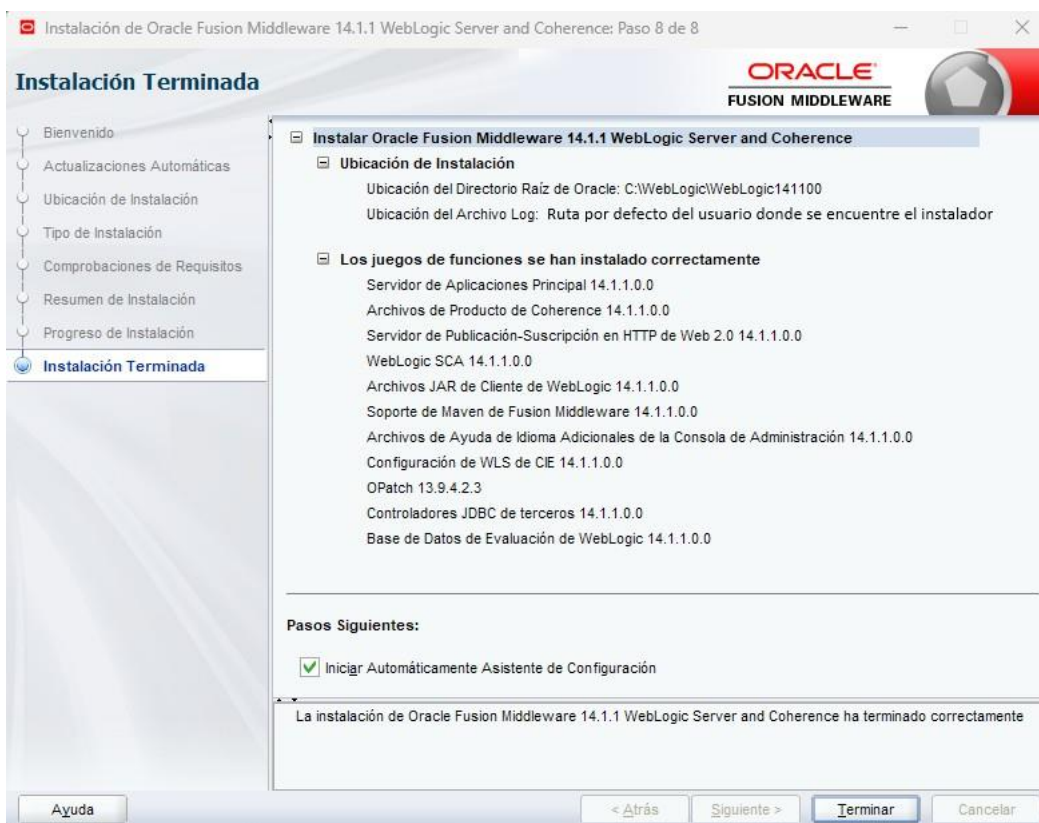 Instalación de Oracle Fusion Middleware 14.1.1 WebLogic Server and Coherence: Paso 8 de 8
Instalación Terminada
ORACLE
FUSION MIDDLEWARE
Bienvenido
Actualizaciones Automáticas
Ubicación de Instalación
Tipo de Instalación
Comprobaciones de Requisitos
Resumen de Instalación
Progreso de Instalación
Instalación Terminada
Instalar Oracle Fusion Middleware 14.1.1 WebLogic Server and Coherence
Ubicación de Instalación
Ubicación del Directorio Raíz de Oracle: C:\WebLogic\WebLogic141100
Ubicación del Archivo Log: Ruta por defecto del usuario donde se encuentre el instalador
Los juegos de funciones se han instalado correctamente
Servidor de Aplicaciones Principal 14.1.1.0.0
Archivos de Producto de Coherence 14.1.1.0.0
Servidor de Publicación-Suscripción en HTTP de Web 2.0 14.1.1.0.0
WebLogic SCA 14.1.1.0.0
Archivos JAR de Cliente de WebLogic 14.1.1.0.0
Soporte de Maven de Fusion Middleware 14.1.1.0.0
Archivos de Ayuda de Idioma Adicionales de la Consola de Administración 14.1.1.0.0
Configuración de WLS de CIE 14.1.1.0.0
OPatch 13.9.4.2.3
Controladores JDBC de terceros 14.1.1.0.0
Base de Datos de Evaluación de WebLogic 14.1.1.0.0
Pasos Siguientes:
Iniciar Automáticamente Asistente de Configuración
La instalación de Oracle Fusion Middleware 14.1.1 WebLogic Server and Coherence ha terminado correctamente
Ayuda
< Atrás
Siguiente >
Terminar
Cancelar